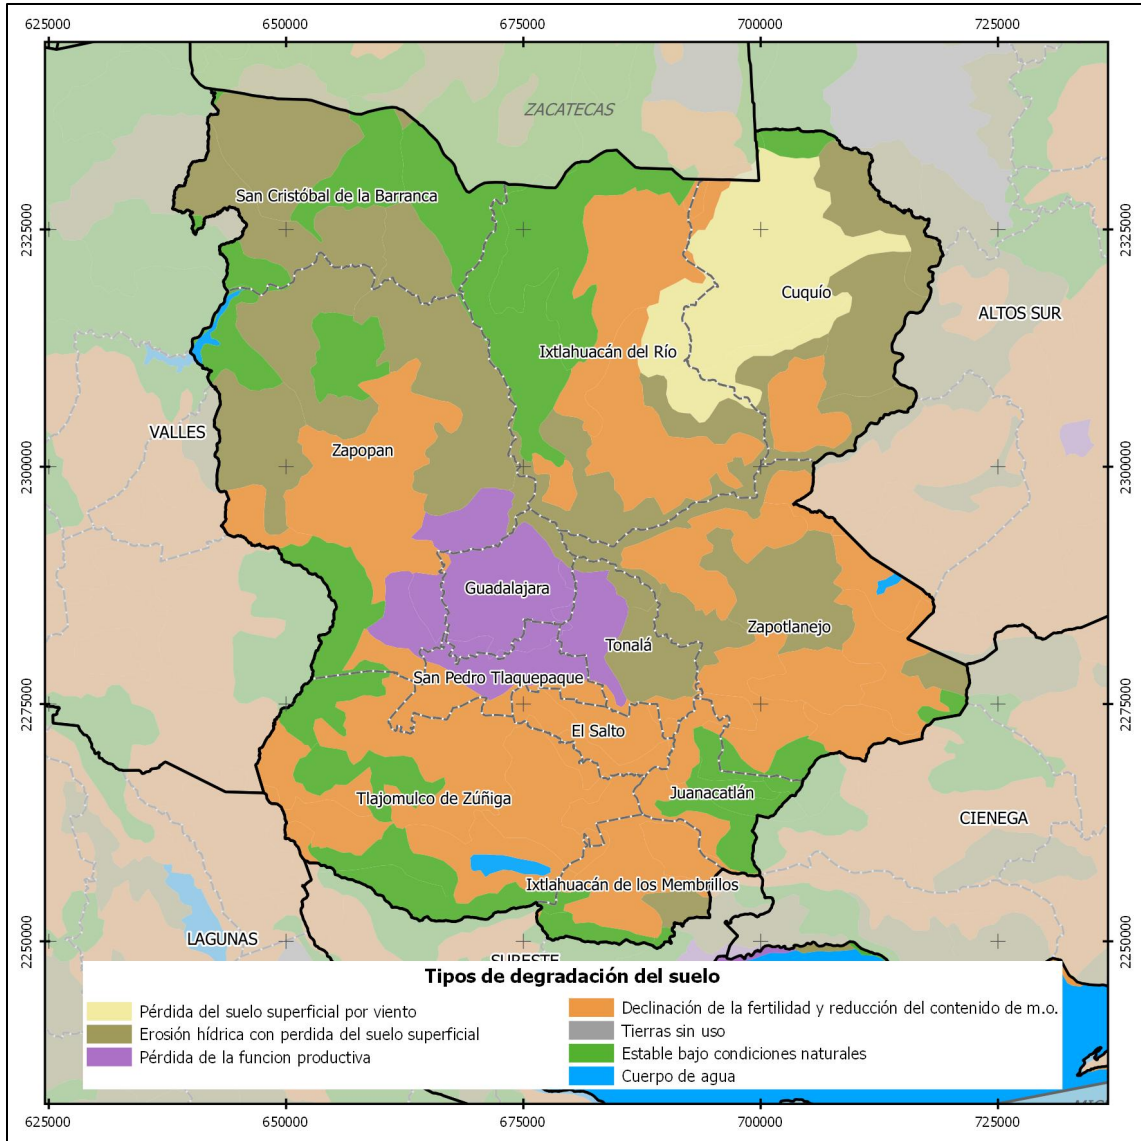 625000 650000 675000 700000 725000
ZACATECAS
San Cristóbal de la Barranca
2325000 2325000
Cuquío
ALTOS SUR
Ixtlahuacán del Río
VALLES
Zapopan
2300000 2300000
Guadalajara
Zapotlanejo
Tonalá
San Pedro Tlaquepaque
2275000 2275000
El Salto
Juanacatlán
Tlajomulco de Zúñiga
CIENEGA
Ixtlahuacán de los Membrillos
LAGUNAS
2250000 2250000
SURESTE
Tipos de degradación del suelo
Pérdida del suelo superficial por viento
Erosión hídrica con perdida del suelo superficial
Pérdida de la funcion productiva
Declinación de la fertilidad y reducción del contenido de m.o.
Tierras sin uso
Estable bajo condiciones naturales
Cuerpo de agua
625000 650000 675000 700000 725000